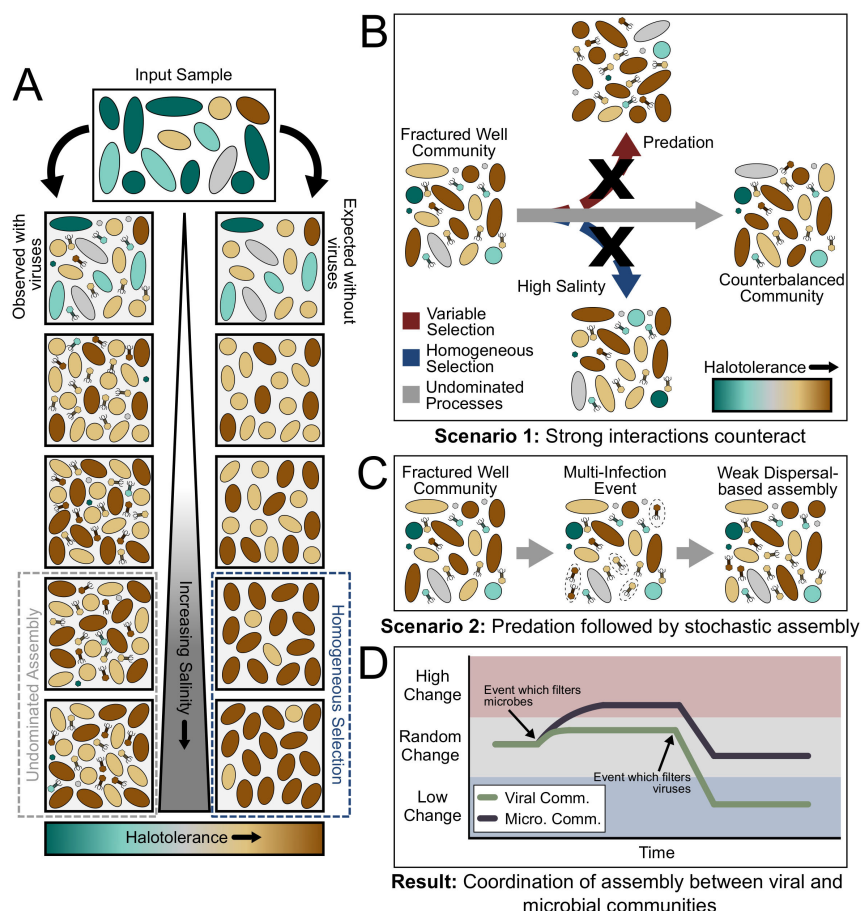 A
Input Sample
Observed with
viruses
Expected without
viruses
Increasing Salinity
Undominated Assembly
Homogeneous Selection
Halotolerance
B
Fractured Well
Community
Predation
X
X
High Salinity
Counterbalanced
Community
Variable
Selection
Homogeneous
Selection
Undominated
Processes
Halotolerance
Scenario 1: Strong interactions counteract
C
Fractured Well
Community
Multi-Infection
Event
Weak Dispersal-
based assembly
Scenario 2: Predation followed by stochastic assembly
D
High
Change
Random
Change
Low
Change
Event which filters
microbes
Event which filters
viruses
Viral Comm.
Micro. Comm.
Time
Result: Coordination of assembly between viral and
microbial communities